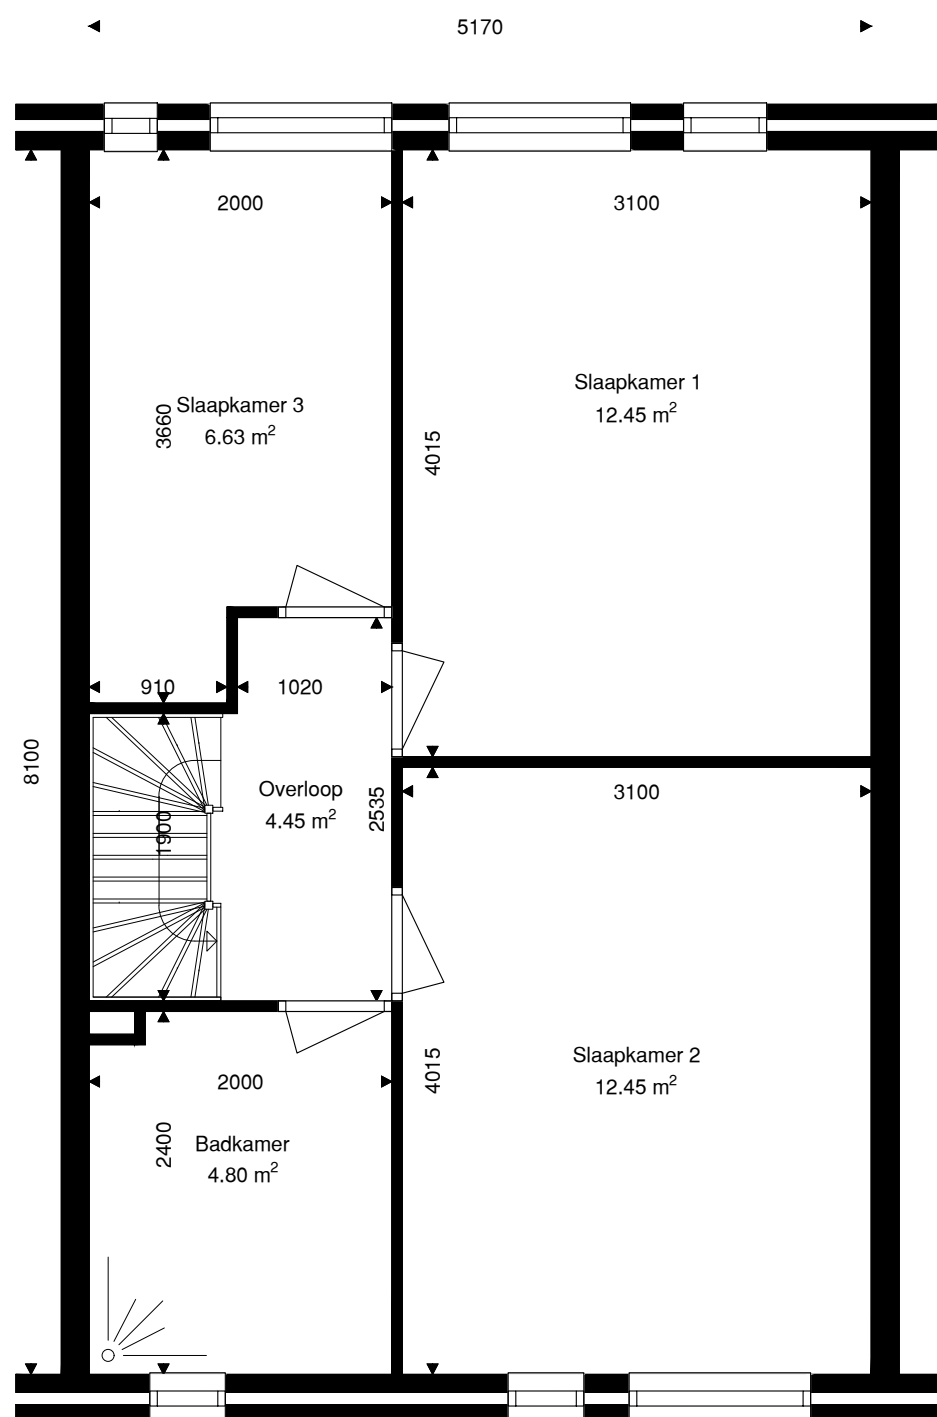 5170
2000
3100
Slaapkamer 1
12.45 m²
Slaapkamer 3
6.63 m²
3660
4015
910
1020
8100
Overloop
4.45 m²
1900
2535
3100
Slaapkamer 2
12.45 m²
4015
2000
2400
Badkamer
4.80 m²